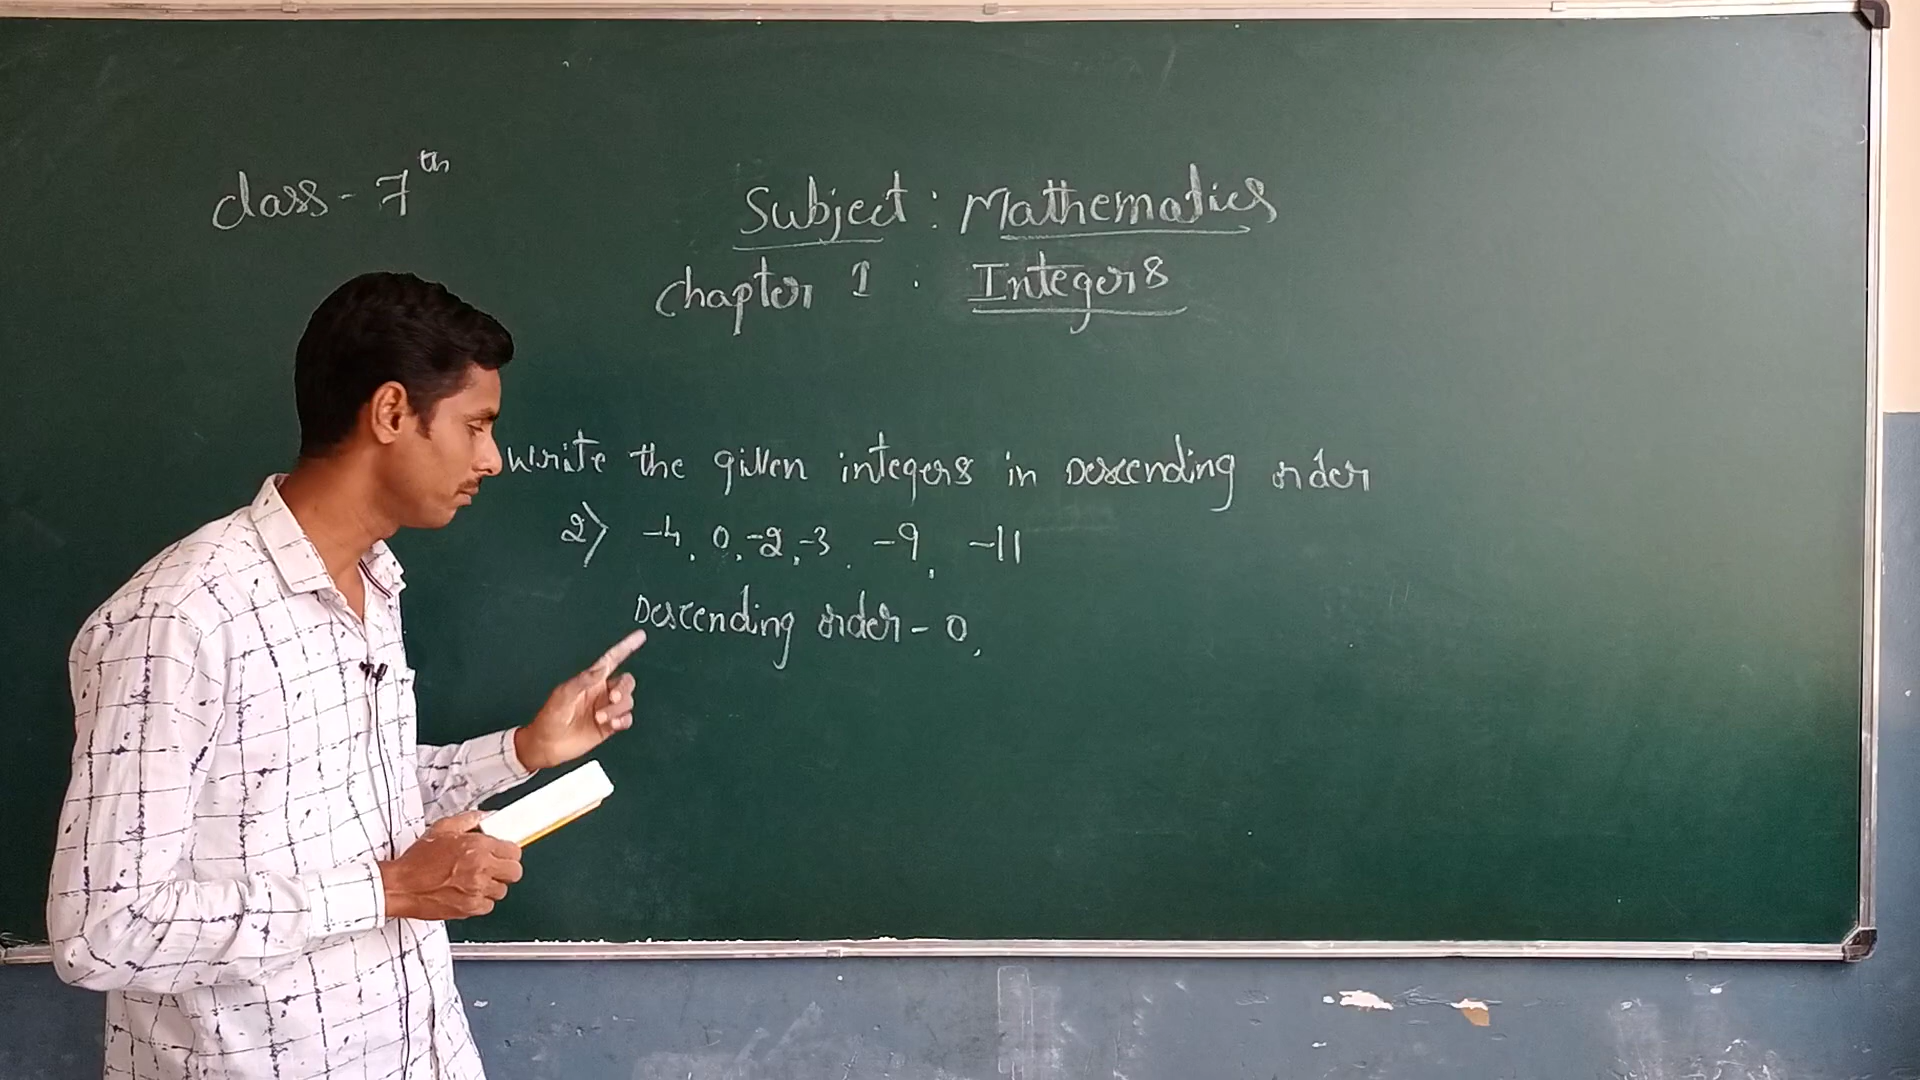 class - 7th
Subject : Mathematics
chapter 1 : Integers
write the given integers in Descending order
2) -4, 0, -2, -3, -9, -11
Descending order - 0,